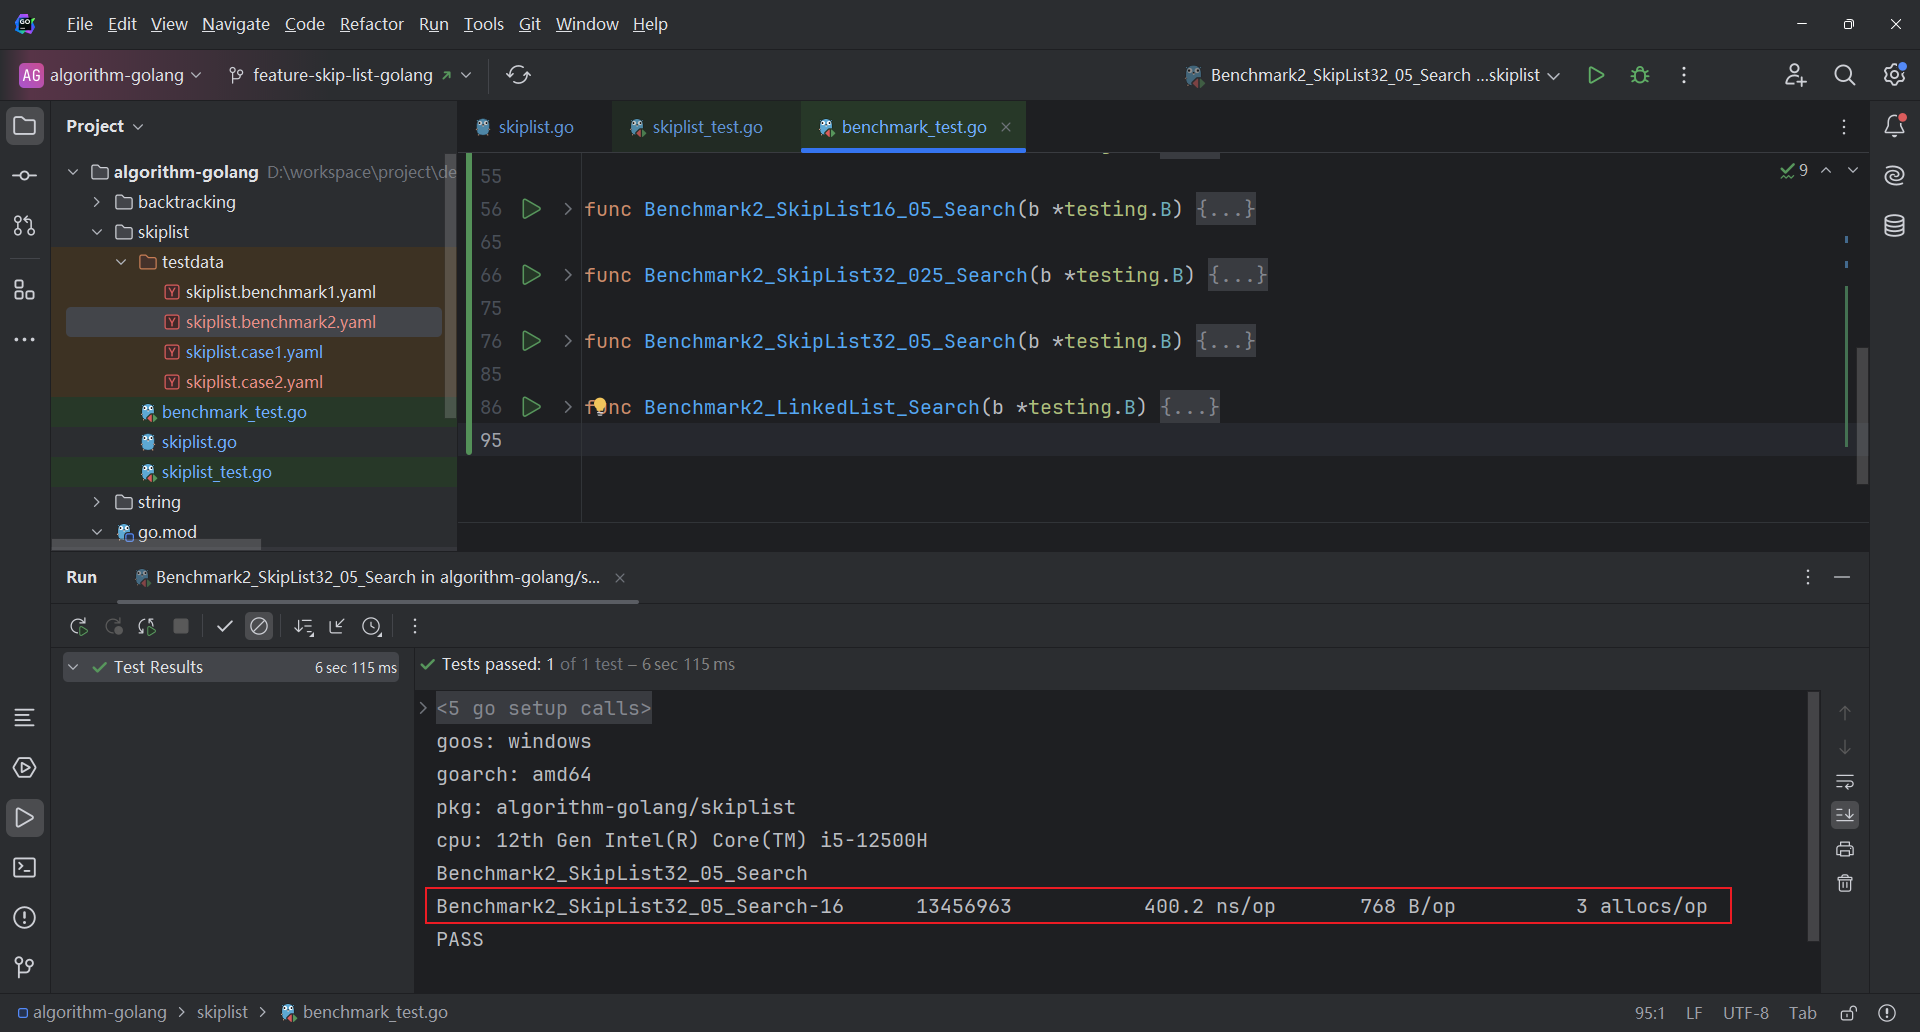 File Edit View Navigate Code Refactor Run Tools Git Window Help
AG algorithm-golang feature-skip-list-golang Benchmark2_SkipList32_05_Search ...skiplist
Project
skiplist.go skiplist_test.go benchmark_test.go
algorithm-golang D:\workspace\project\de
backtracking
skiplist
testdata
skiplist.benchmark1.yaml
skiplist.benchmark2.yaml
skiplist.case1.yaml
skiplist.case2.yaml
benchmark_test.go
skiplist.go
skiplist_test.go
string
go.mod
9
55
56 func Benchmark2_SkipList16_05_Search(b *testing.B) {...}
65
66 func Benchmark2_SkipList32_025_Search(b *testing.B) {...}
75
76 func Benchmark2_SkipList32_05_Search(b *testing.B) {...}
85
86 func Benchmark2_LinkedList_Search(b *testing.B) {...}
95
Run Benchmark2_SkipList32_05_Search in algorithm-golang/s...
Test Results 6 sec 115 ms
Tests passed: 1 of 1 test – 6 sec 115 ms
<5 go setup calls>
goos: windows
goarch: amd64
pkg: algorithm-golang/skiplist
cpu: 12th Gen Intel(R) Core(TM) i5-12500H
Benchmark2_SkipList32_05_Search
Benchmark2_SkipList32_05_Search-16 13456963 400.2 ns/op 768 B/op 3 allocs/op
PASS
algorithm-golang > skiplist > benchmark_test.go 95:1 LF UTF-8 Tab